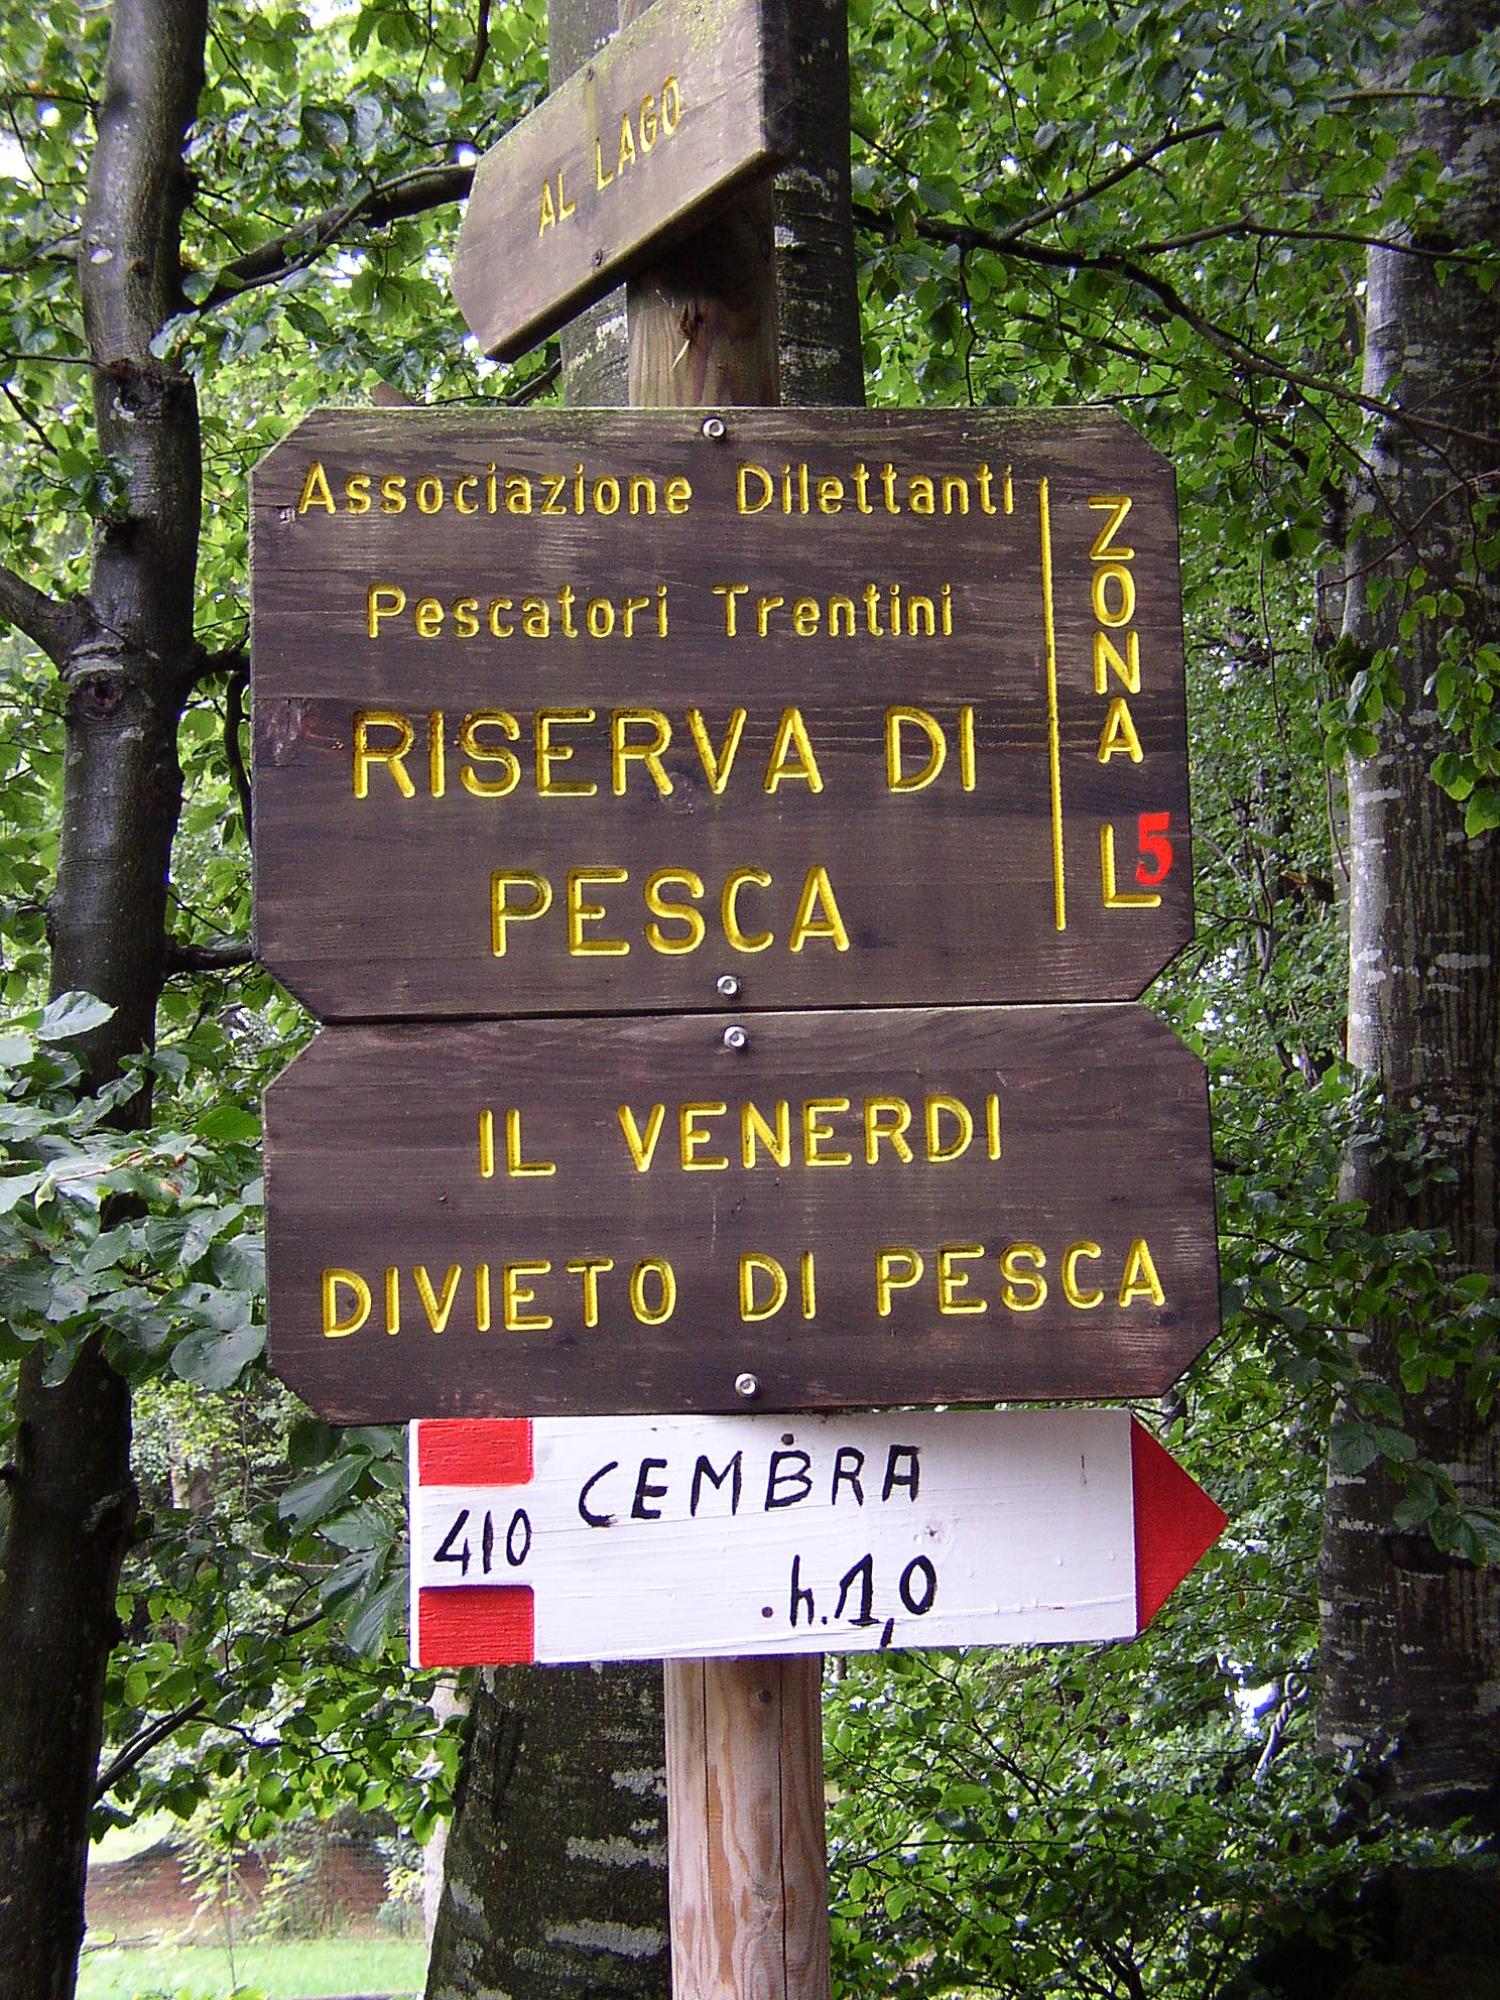 AL LAGO
Associazione Dilettanti
Pescatori Trentini
RISERVA DI
PESCA
ZONA L5
IL VENERDI
DIVIETO DI PESCA
410
CEMBRA
h.1,0